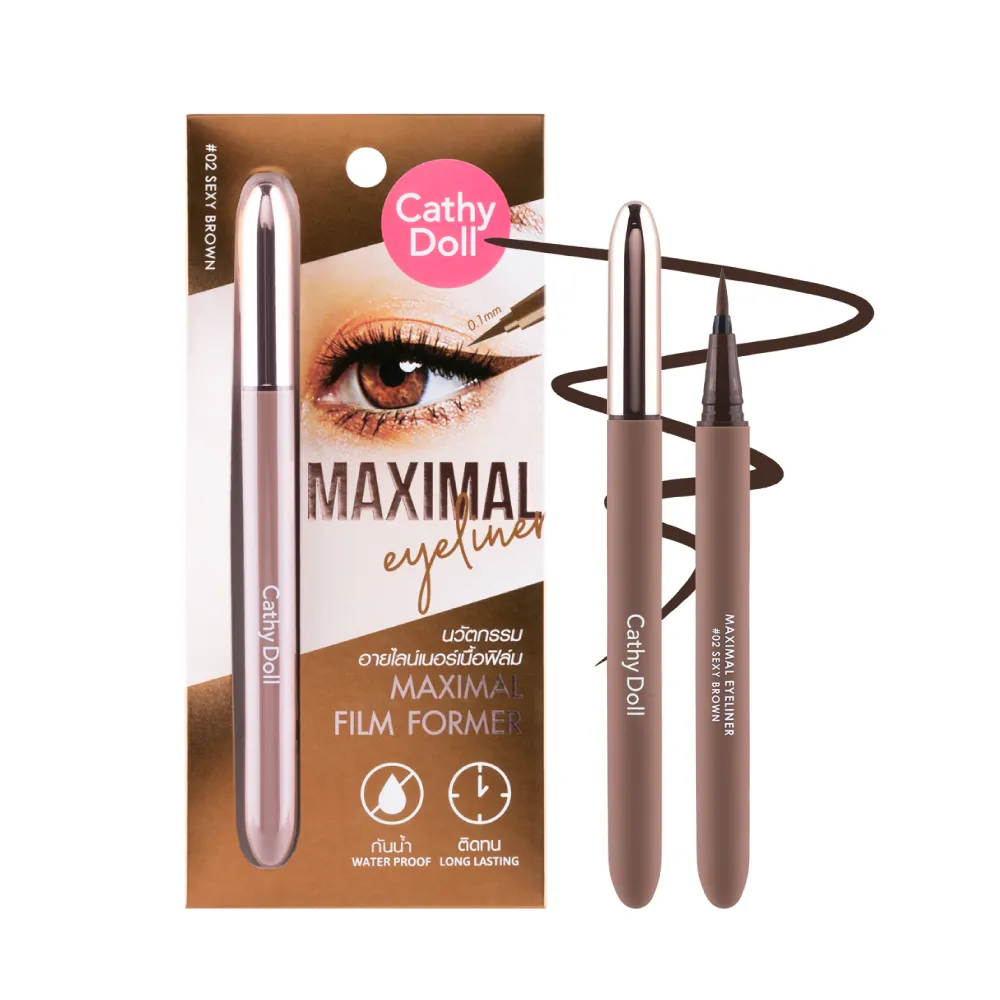 #02 SEXY BROWN
Cathy
Doll
0.1mm
MAXIMAL
eyeliner
นวัตกรรม
อายไลน์เนอร์เนื้อฟิล์ม
MAXIMAL
FILM FORMER
กันน้ำ
WATER PROOF
ติดทน
LONG LASTING
Cathy Doll
Cathy Doll
MAXIMAL EYELINER
#02 SEXY BROWN